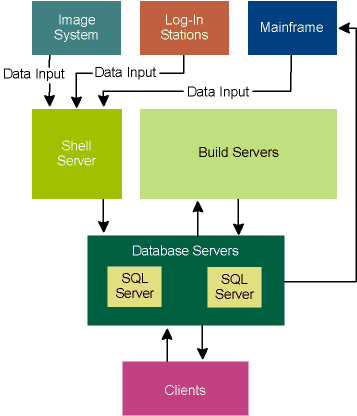 Image
System
Log-In
Stations
Mainframe
Data Input
Data Input
Data Input
Shell
Server
Build Servers
Database Servers
SQL
Server
SQL
Server
Clients